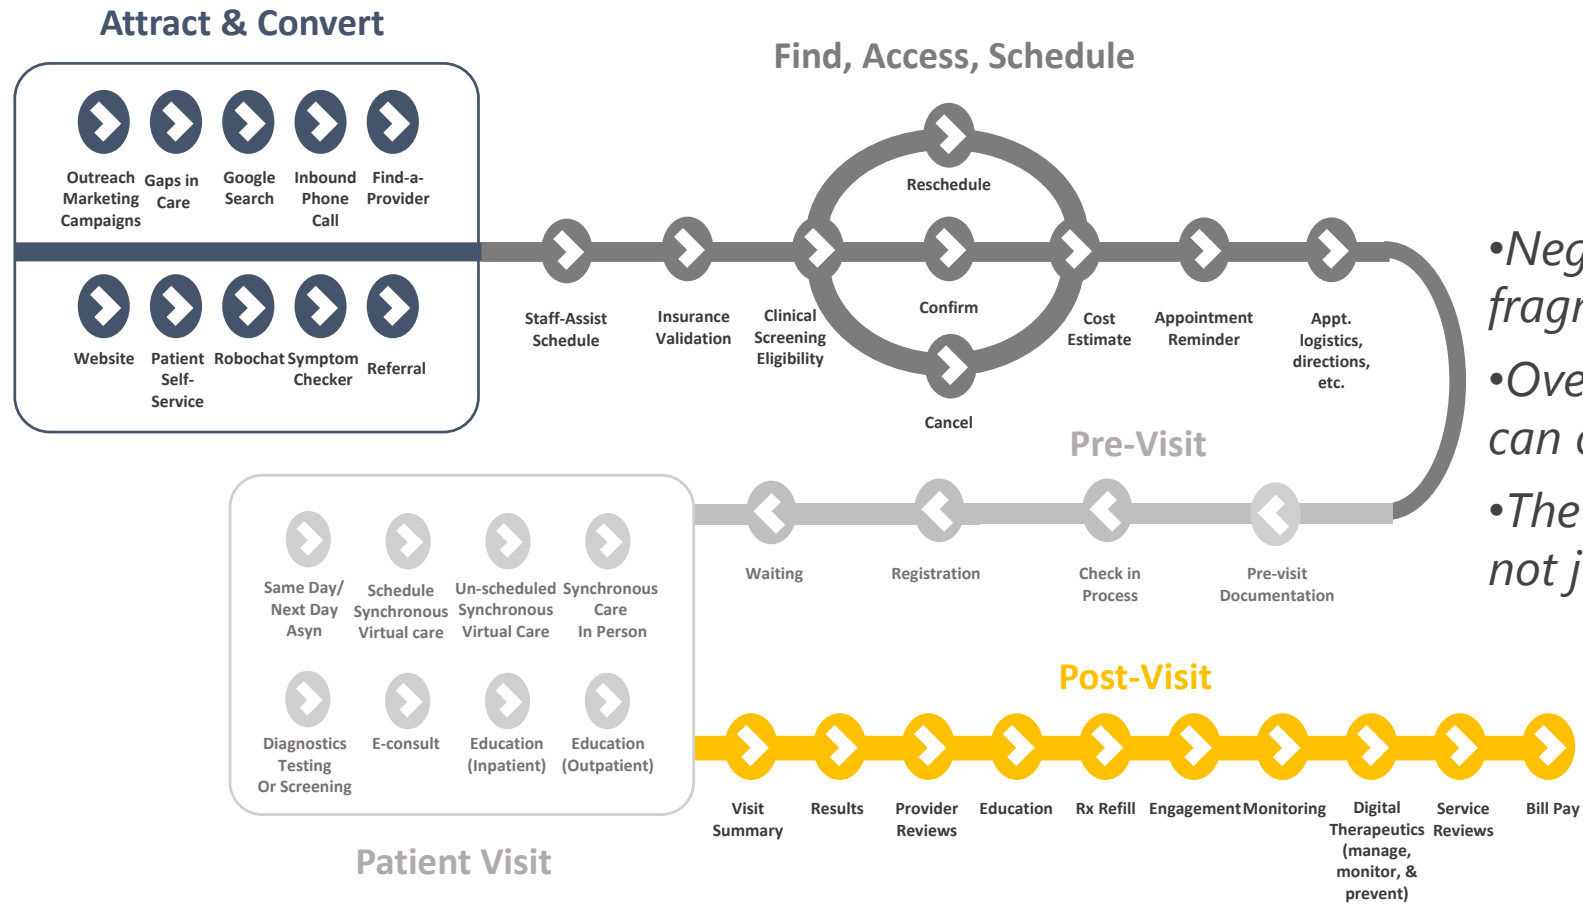 Attract & Convert
Find, Access, Schedule
Outreach
Marketing
Campaigns
Gaps in
Care
Google
Search
Inbound
Phone
Call
Find-a-
Provider
Website
Patient
Self-
Service
Robochat
Symptom
Checker
Referral
Reschedule
Staff-Assist
Schedule
Insurance
Validation
Clinical
Screening
Eligibility
Confirm
Cancel
Cost
Estimate
Appointment
Reminder
Appt.
logistics,
directions,
etc.
•Neg
fragr
•Ove
can
•The
not j
Pre-Visit
Waiting
Registration
Check in
Process
Pre-visit
Documentation
Same Day/
Next Day
Asyn
Schedule
Synchronous
Virtual care
Un-scheduled
Synchronous
Virtual Care
Synchronous
Care
In Person
Diagnostics
Testing
Or Screening
E-consult
Education
(Inpatient)
Education
(Outpatient)
Patient Visit
Post-Visit
Visit
Summary
Results
Provider
Reviews
Education
Rx Refill
Engagement
Monitoring
Digital
Therapeutics
(manage,
monitor, &
prevent)
Service
Reviews
Bill Pay